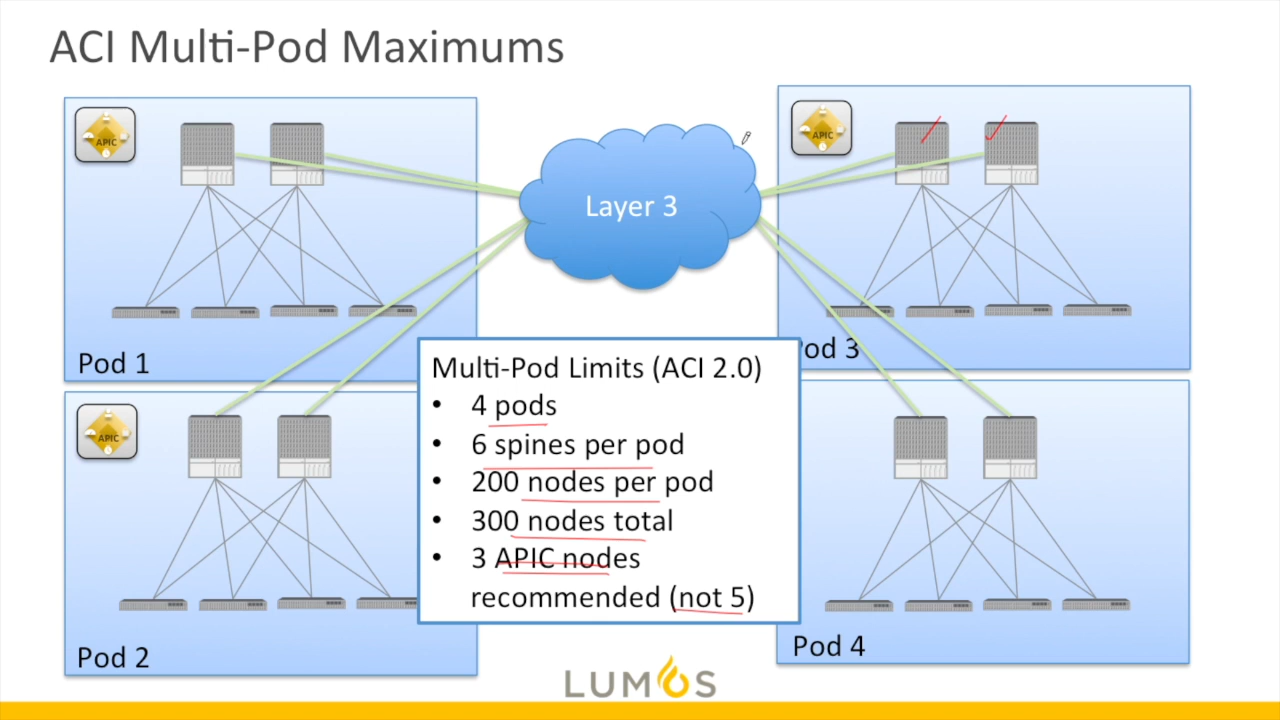 ACI Multi-Pod Maximums
APIC
Pod 1
Layer 3
APIC
Pod 3
APIC
Pod 2
Multi-Pod Limits (ACI 2.0)
• 4 pods
• 6 spines per pod
• 200 nodes per pod
• 300 nodes total
• 3 APIC nodes
recommended (not 5)
Pod 4
LUMOS